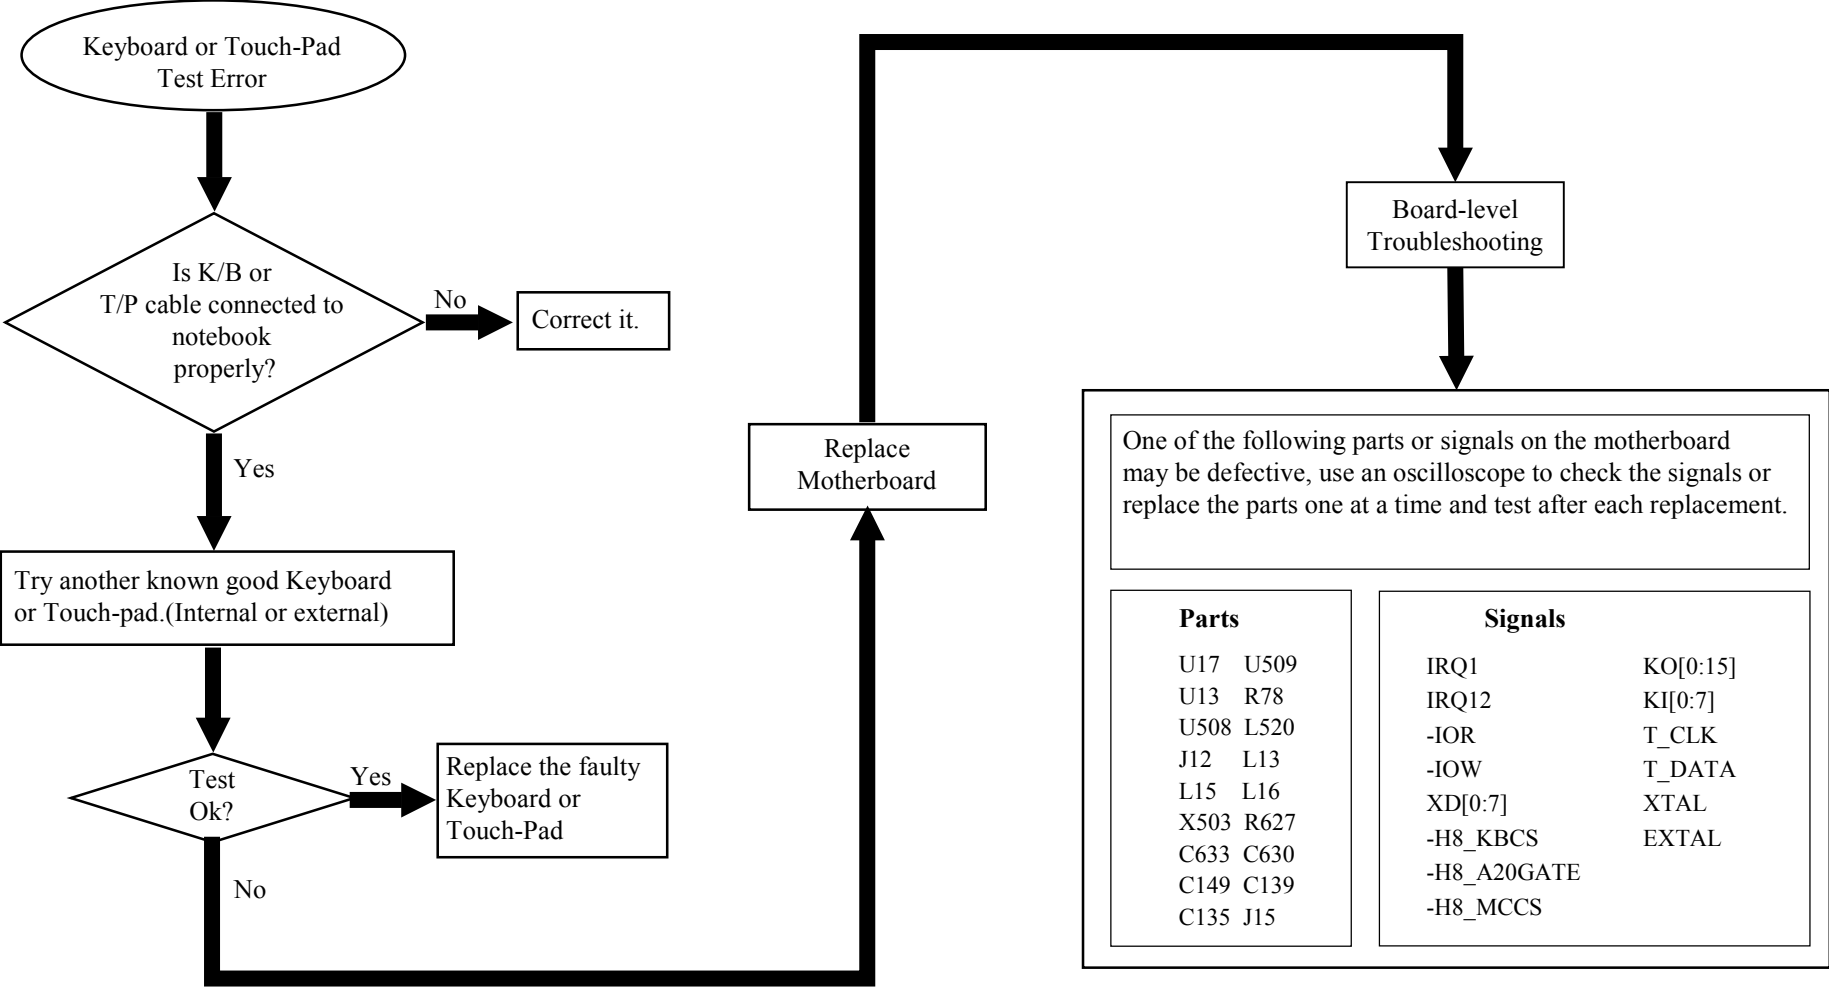 Keyboard or Touch-Pad
Test Error
Is K/B or
T/P cable connected to
notebook
properly?
No
Correct it.
Yes
Try another known good Keyboard
or Touch-pad.(Internal or external)
Test
Ok?
Yes
Replace the faulty
Keyboard or
Touch-Pad
No
Replace
Motherboard
Board-level
Troubleshooting
One of the following parts or signals on the motherboard
may be defective, use an oscilloscope to check the signals or
replace the parts one at a time and test after each replacement.
Parts
U17 U509
U13 R78
U508 L520
J12 L13
L15 L16
X503 R627
C633 C630
C149 C139
C135 J15
Signals
IRQ1 KO[0:15]
IRQ12 KI[0:7]
-IOR T_CLK
-IOW T_DATA
XD[0:7] XTAL
-H8_KBCS EXTAL
-H8_A20GATE
-H8_MCCS